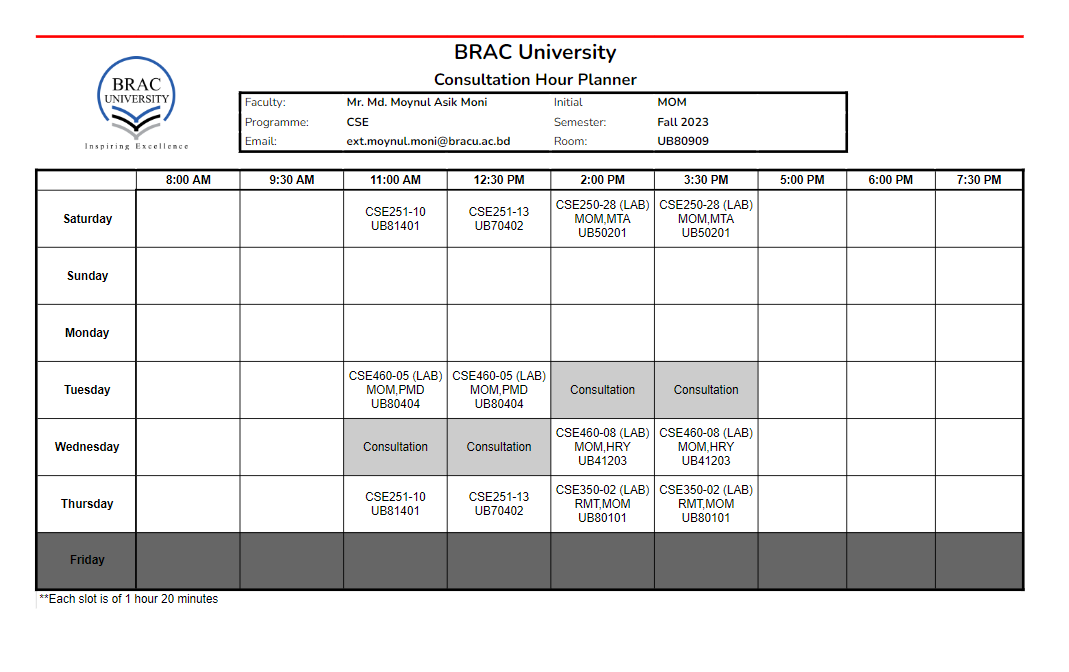 BRAC University
Consultation Hour Planner
BRAC
UNIVERSITY
Inspiring Excellence
Faculty: Mr. Md. Moynul Asik Moni Initial MOM
Programme: CSE Semester: Fall 2023
Email: ext.moynul.moni@bracu.ac.bd Room: UB80909
8:00 AM 9:30 AM 11:00 AM 12:30 PM 2:00 PM 3:30 PM 5:00 PM 6:00 PM 7:30 PM
Saturday
CSE251-10
UB81401
CSE251-13
UB70402
CSE250-28 (LAB)
MOM,MTA
UB50201
CSE250-28 (LAB)
MOM,MTA
UB50201
Sunday
Monday
Tuesday
CSE460-05 (LAB)
MOM,PMD
UB80404
CSE460-05 (LAB)
MOM,PMD
UB80404
Consultation
Consultation
Wednesday
Consultation
Consultation
CSE460-08 (LAB)
MOM,HRY
UB41203
CSE460-08 (LAB)
MOM,HRY
UB41203
Thursday
CSE251-10
UB81401
CSE251-13
UB70402
CSE350-02 (LAB)
RMT,MOM
UB80101
CSE350-02 (LAB)
RMT,MOM
UB80101
Friday
**Each slot is of 1 hour 20 minutes